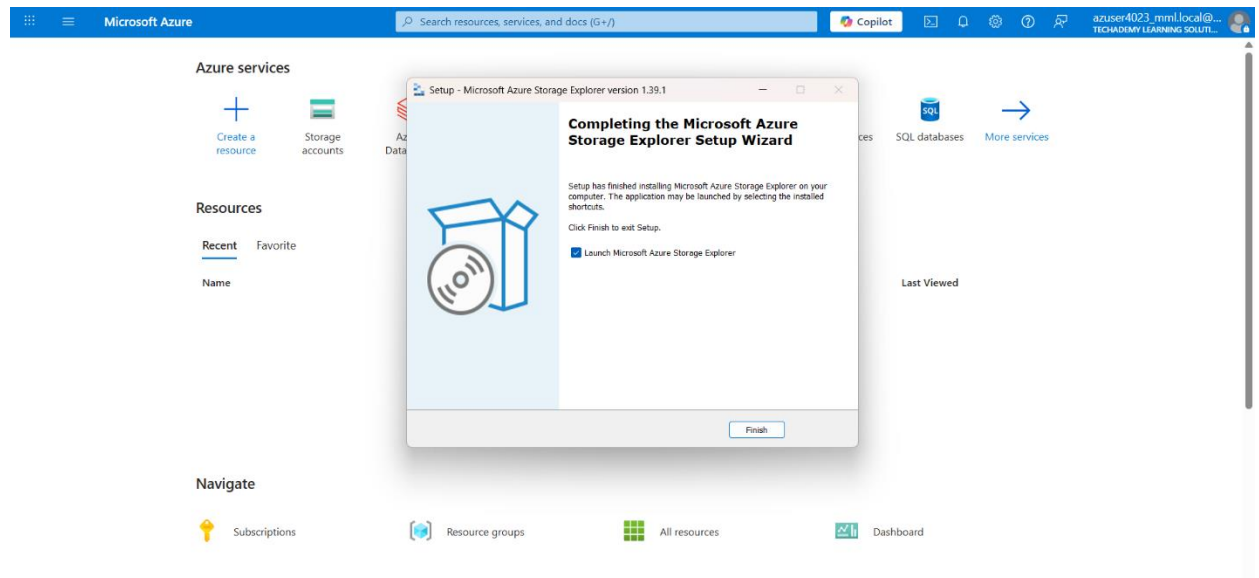 Microsoft Azure
Search resources, services, and docs (G+/)
Copilot
azuser4023_mml.local@...
TECHADEMY LEARNING SOLUTI...
Azure services
Create a
resource
Storage
accounts
Az
Data
ces
SQL databases
More services
Setup - Microsoft Azure Storage Explorer version 1.39.1
Completing the Microsoft Azure
Storage Explorer Setup Wizard
Setup has finished installing Microsoft Azure Storage Explorer on your
computer. The application may be launched by selecting the installed
shortcuts.
Click Finish to exit Setup.
Launch Microsoft Azure Storage Explorer
Finish
Resources
Recent
Favorite
Name
Last Viewed
Navigate
Subscriptions
Resource groups
All resources
Dashboard